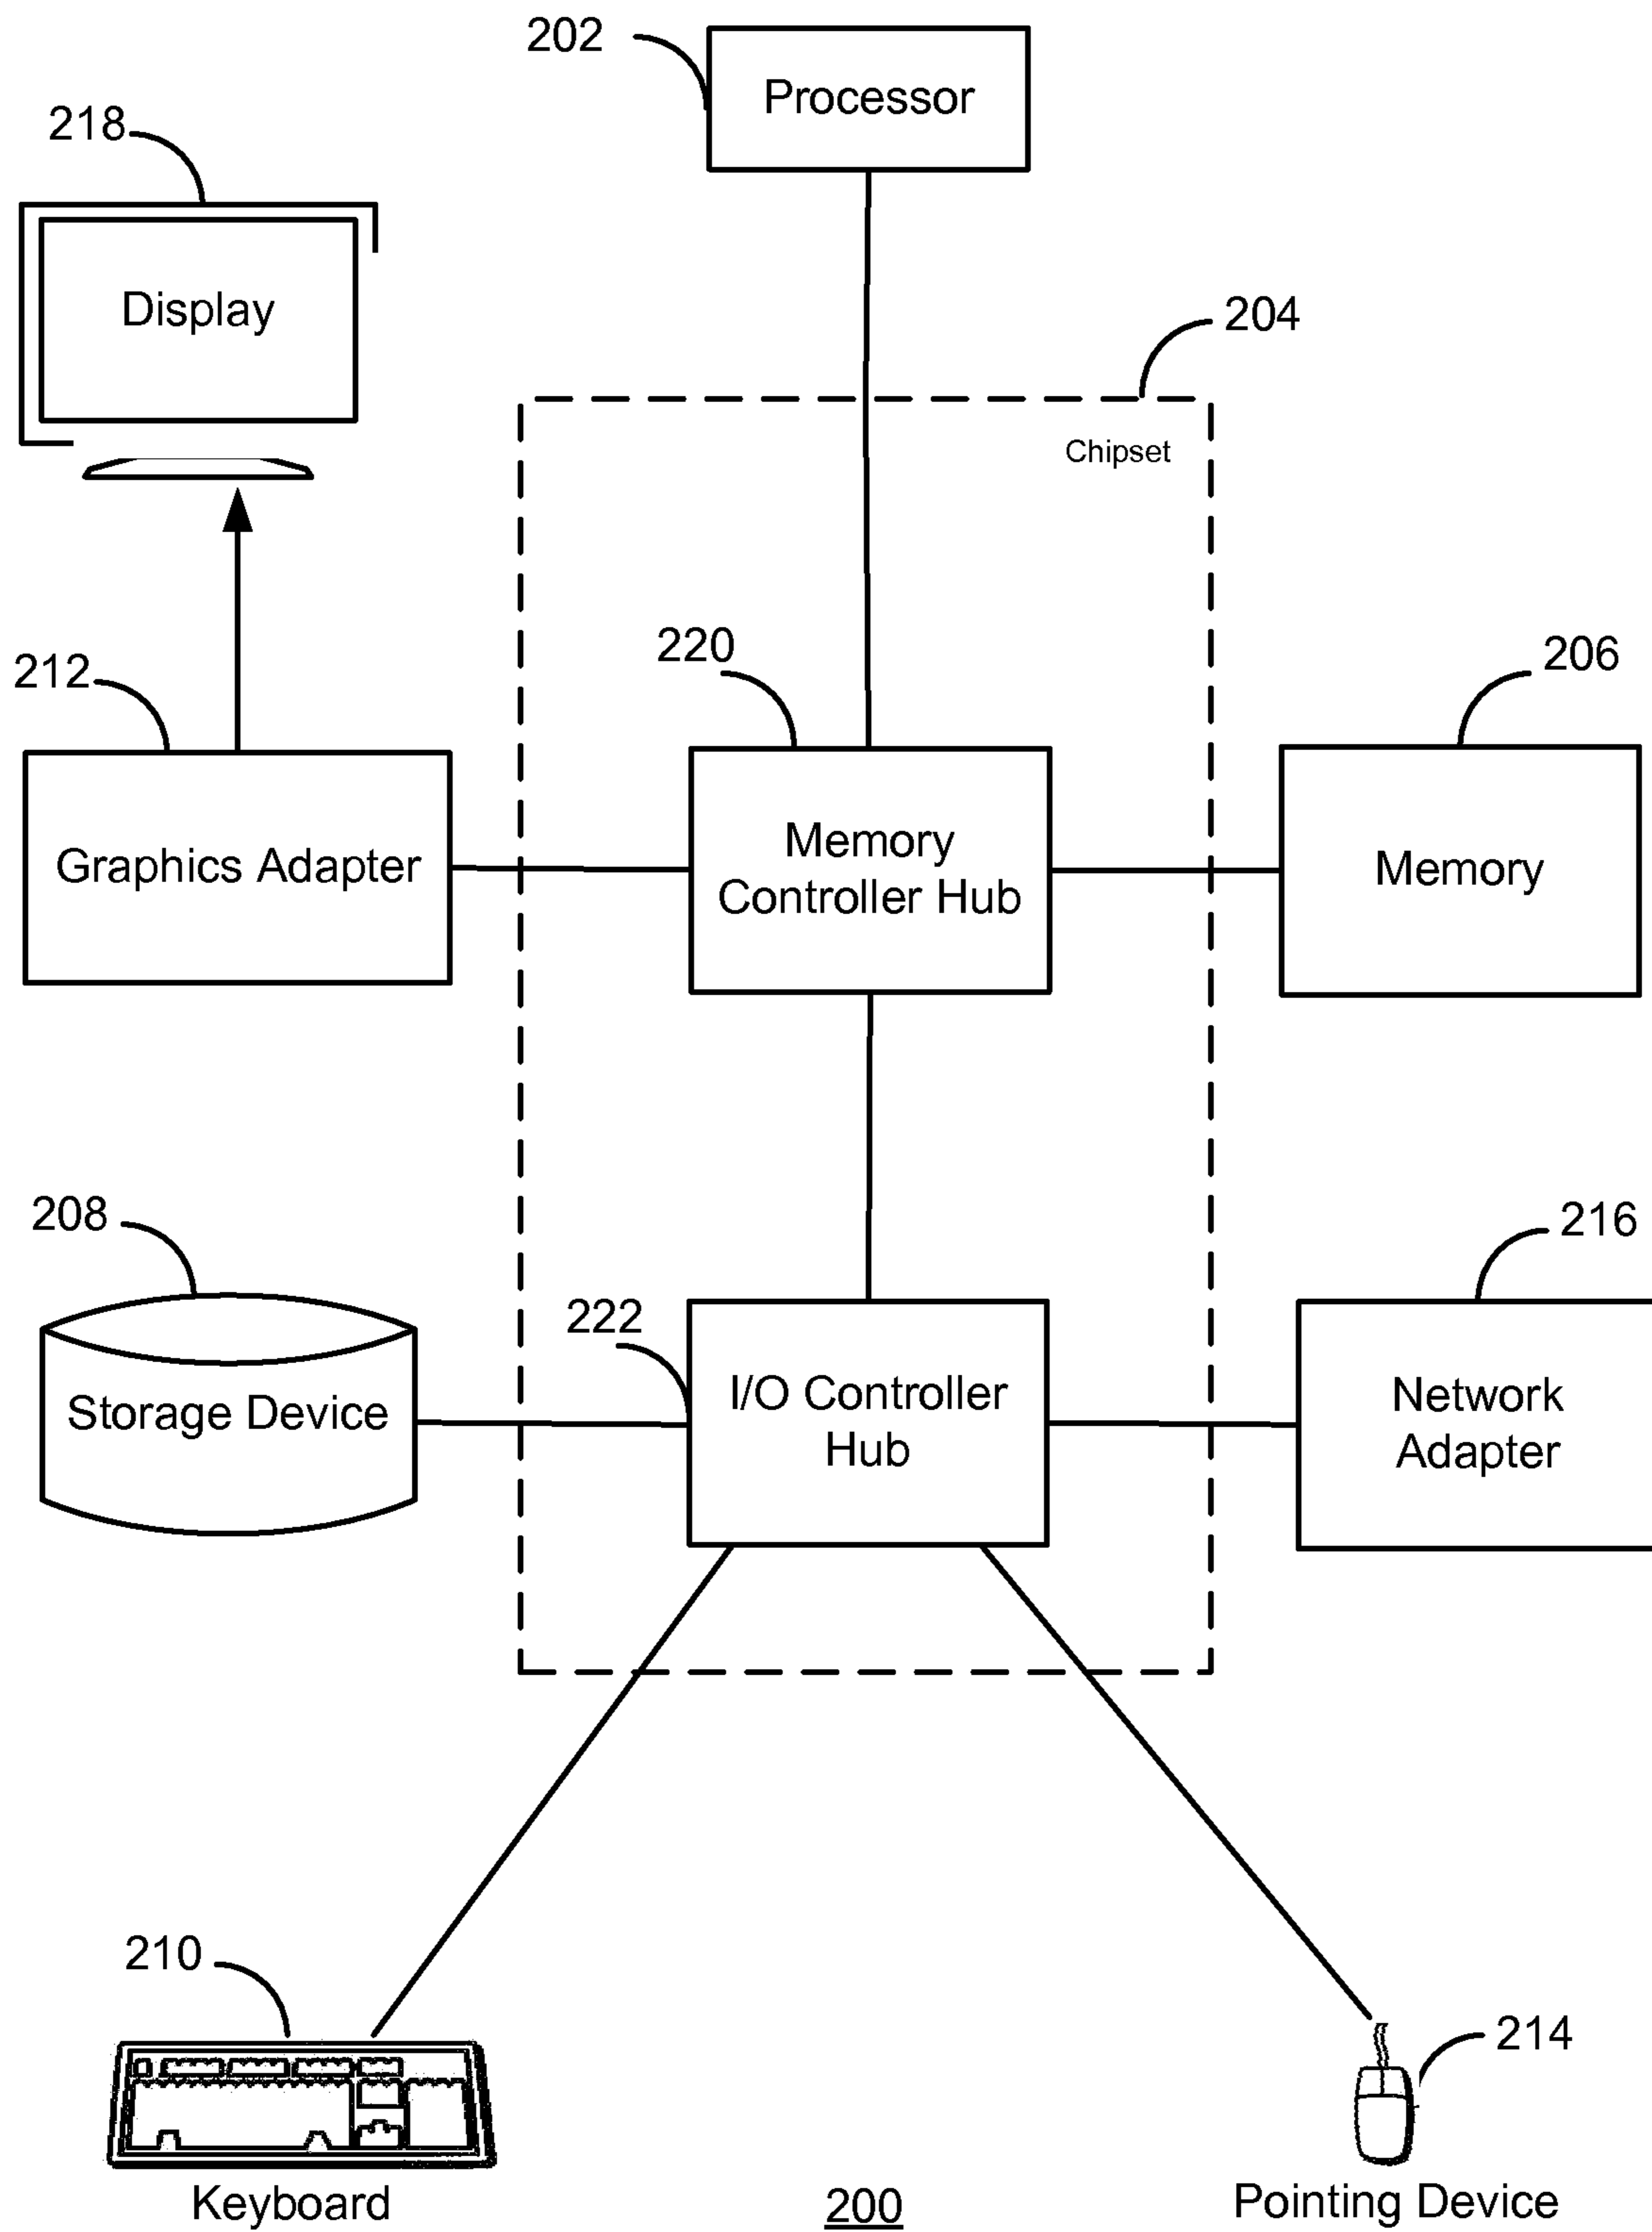 202
Processor
218
Display
204
Chipset
212
220
206
Graphics Adapter
Memory
Controller Hub
Memory
208
222
216
Storage Device
I/O Controller
Hub
Network
Adapter
210
214
Keyboard
200
Pointing Device